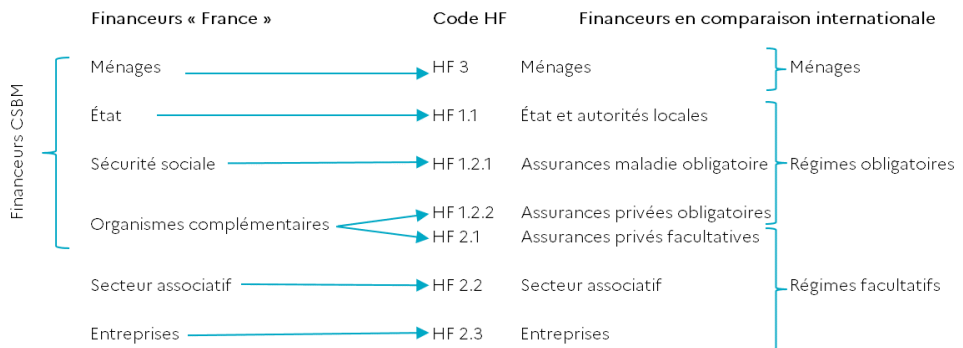 Financeurs « France » Code HF Financeurs en comparaison internationale
Financeurs CSBM
Ménages HF 3 Ménages Ménages
État HF 1.1 État et autorités locales
Sécurité sociale HF 1.2.1 Assurances maladie obligatoire Régimes obligatoires
Organismes complémentaires HF 1.2.2 Assurances privées obligatoires
HF 2.1 Assurances privés facultatives
Secteur associatif HF 2.2 Secteur associatif Régimes facultatifs
Entreprises HF 2.3 Entreprises